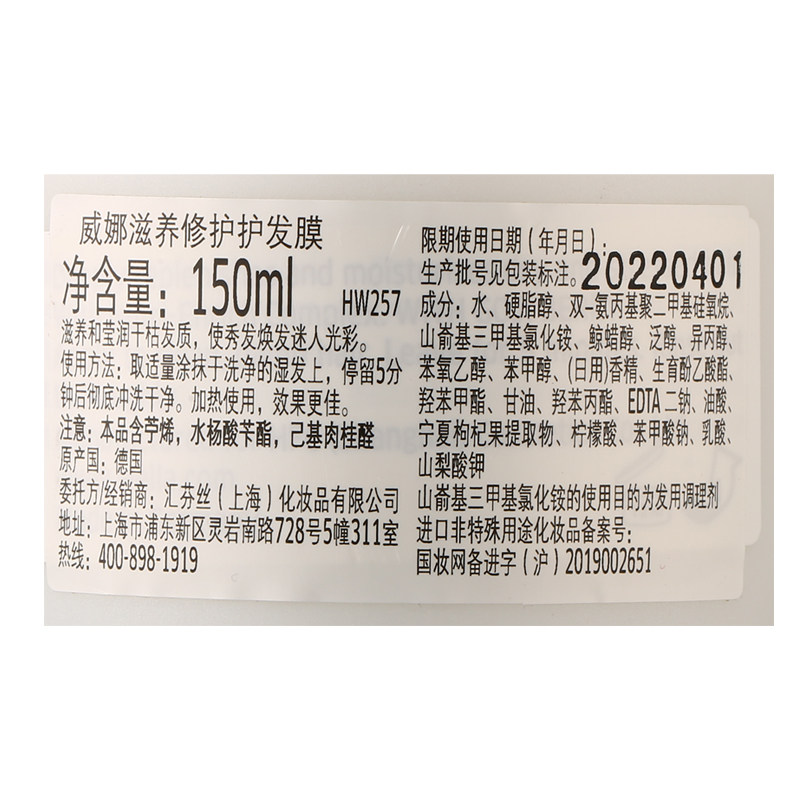 威娜滋养修护护发膜
净含量：150ml HW257
滋养和莹润干枯发质，使秀发焕发迷人光彩。
使用方法：取适量涂抹于洗净的湿发上，停留5分
钟后彻底冲洗干净。加热使用，效果更佳。
注意：本品含苧烯，水杨酸苄酯，己基肉桂醛
原产国：德国
委托方/经销商：汇芬丝（上海）化妆品有限公司
地址：上海市浦东新区灵岩南路728号5幢311室
热线：400-898-1919
限期使用日期（年月日）：
生产批号见包装标注。20220401
成分：水、硬脂醇、双-氨丙基聚二甲基硅氧烷、
山嵛基三甲基氯化铵、鲸蜡醇、泛醇、异丙醇、
苯氧乙醇、苯甲醇、(日用)香精、生育酚乙酸酯、
羟苯甲酯、甘油、羟苯丙酯、EDTA 二钠、油酸、
宁夏枸杞果提取物、柠檬酸、苯甲酸钠、乳酸、
山梨酸钾
山嵛基三甲基氯化铵的使用目的为发用调理剂
进口非特殊用途化妆品备案号：
国妆网备进字（沪）2019002651